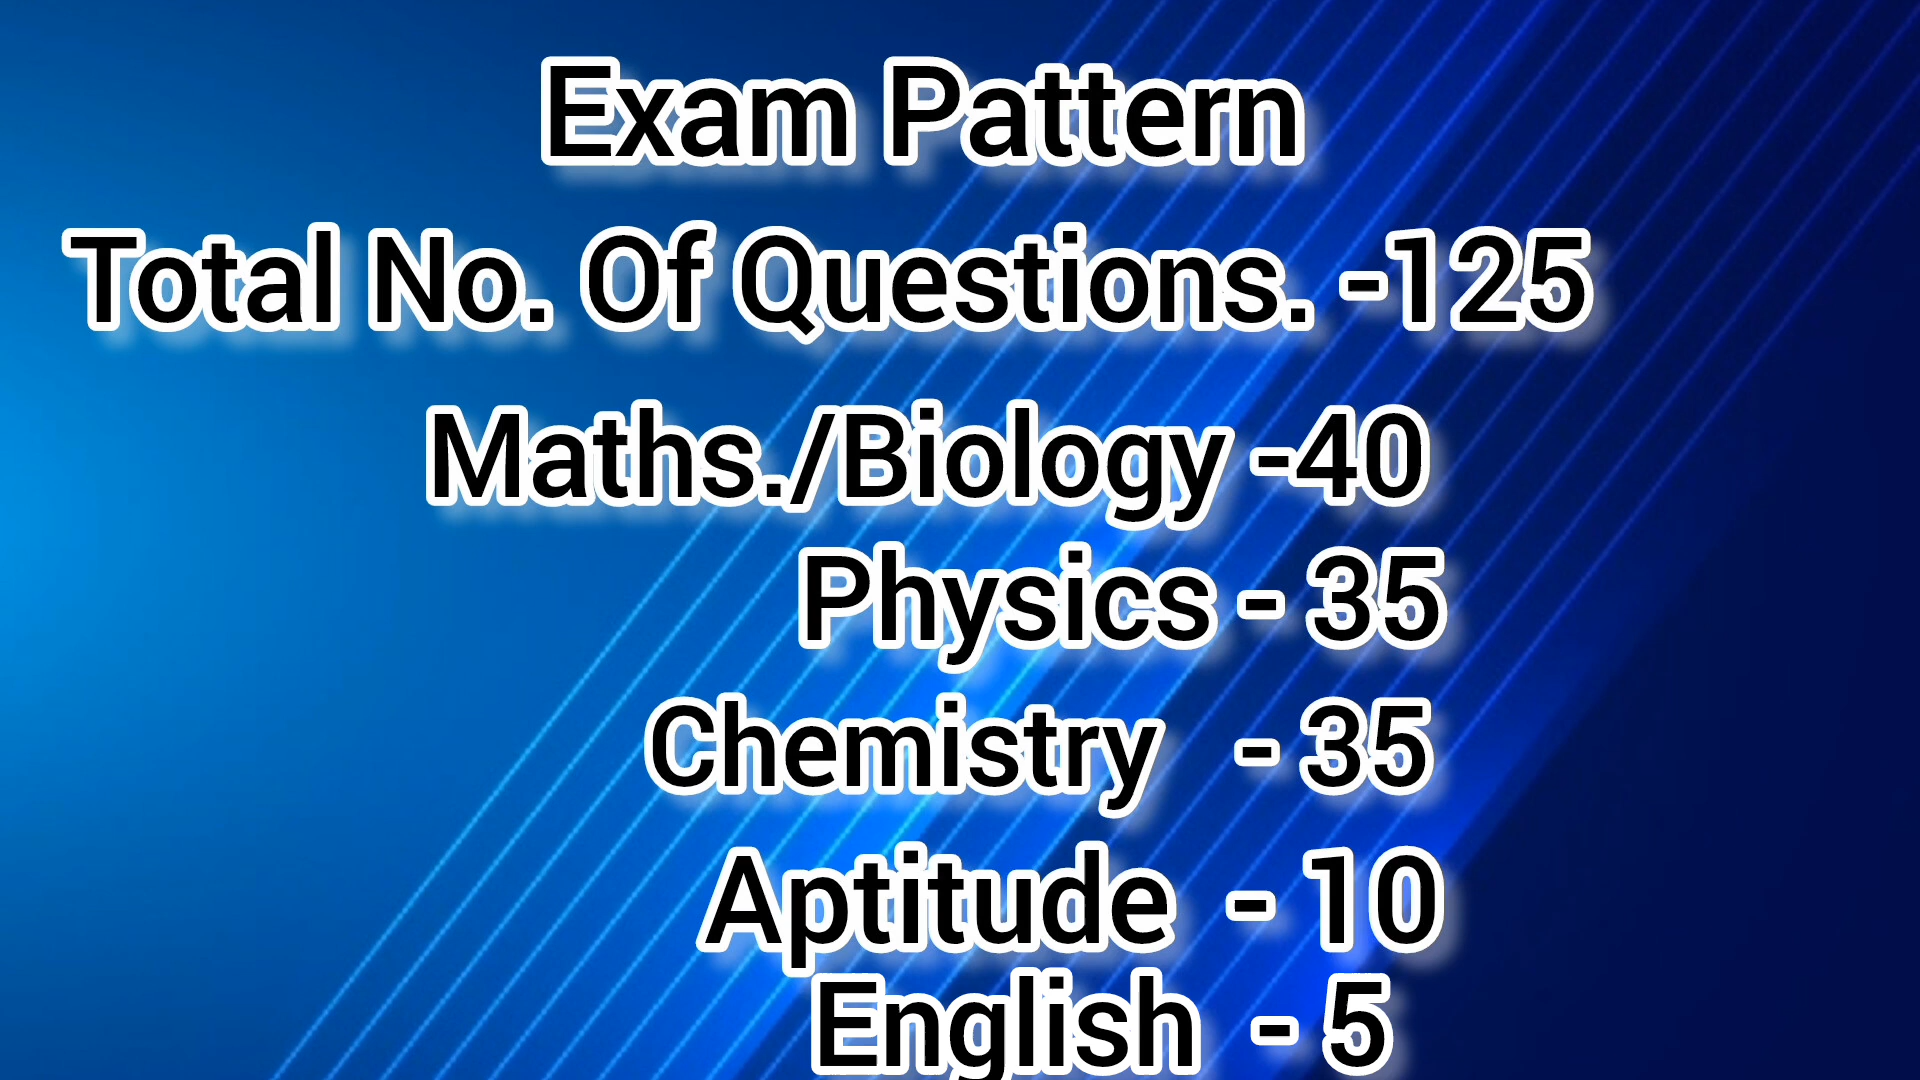 Exam Pattern
Total No. Of Questions. -125
Maths./Biology -40
Physics - 35
Chemistry - 35
Aptitude - 10
English - 5